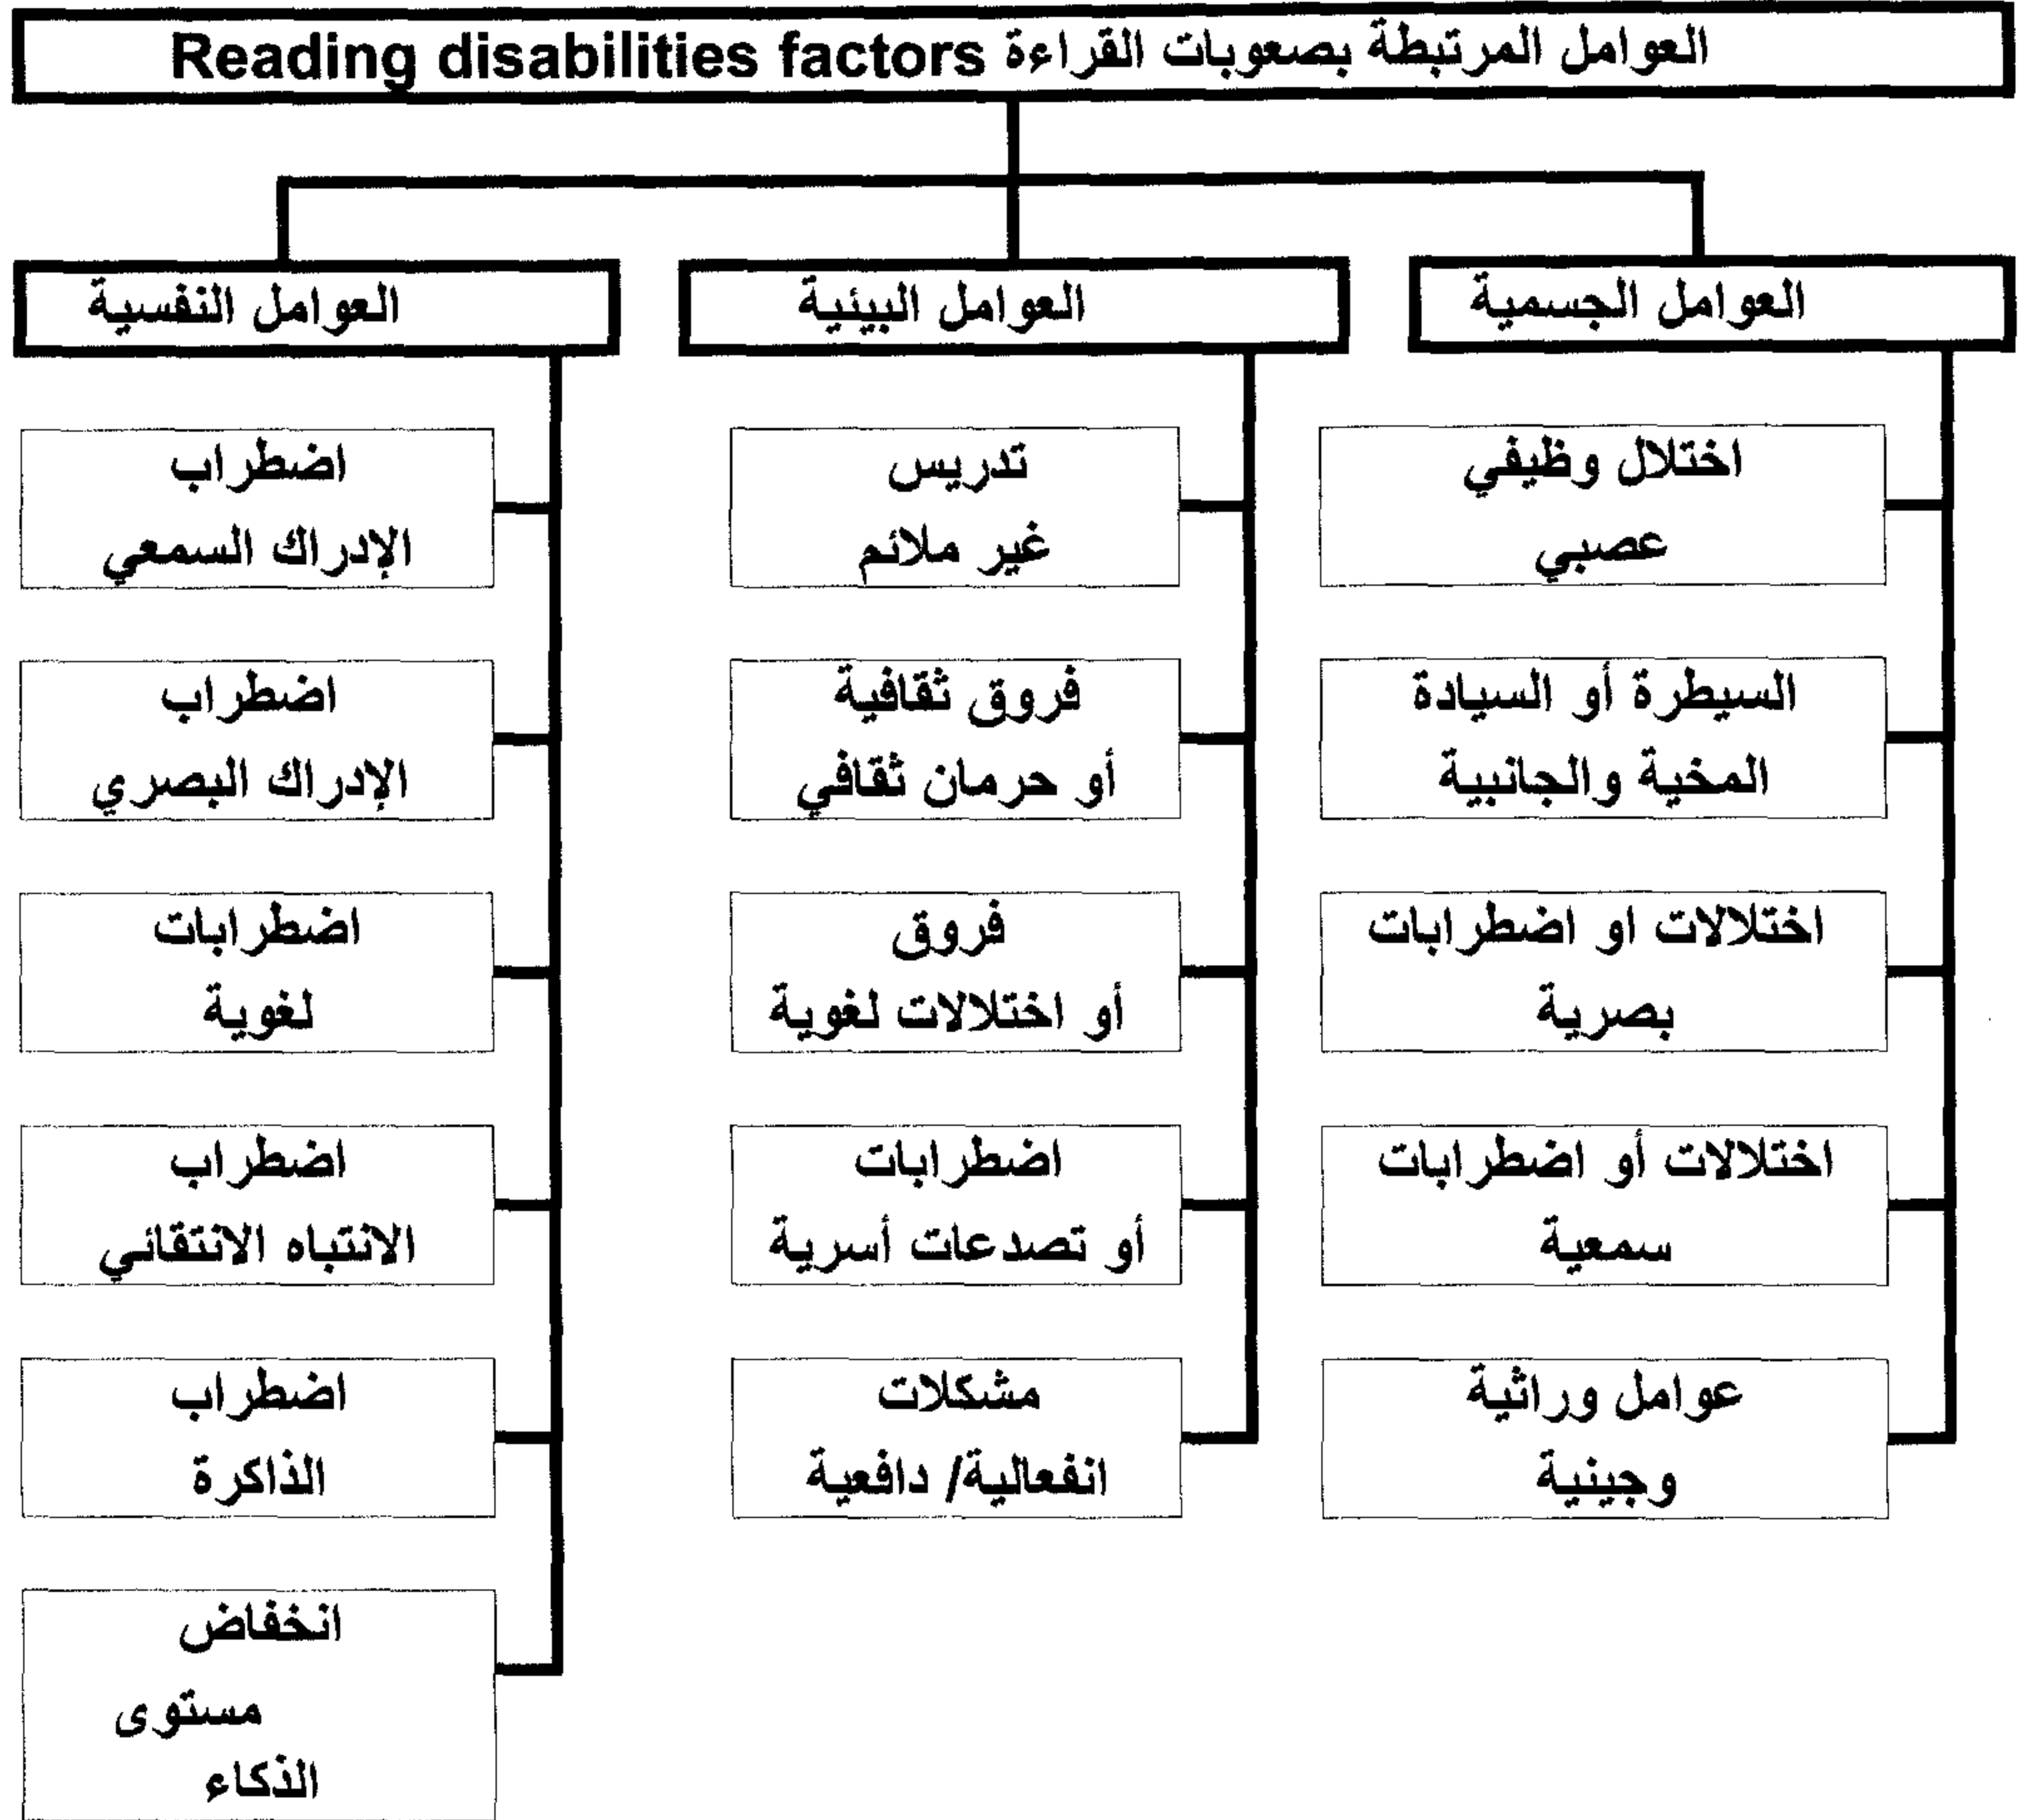 العوامل المرتبطة بصعوبات القراءة Reading disabilities factors
العوامل الجسمية
اختلال وظيفي
عصبي
السيطرة أو السيادة
المخية والجانبية
اختلالات او اضطرابات
بصرية
اختلالات أو اضطرابات
سمعية
عوامل وراثية
وجينية
العوامل البيئية
تدريس
غير ملائم
فروق ثقافية
أو حرمان ثقافي
فروق
أو اختلالات لغوية
اضطرابات
أو تصدعات أسرية
مشكلات
انفعالية/ دافعية
العوامل النفسية
اضطراب
الإدراك السمعي
اضطراب
الإدراك البصري
اضطرابات
لغوية
اضطراب
الانتباه الانتقائي
اضطراب
الذاكرة
انخفاض
مستوى
الذكاء